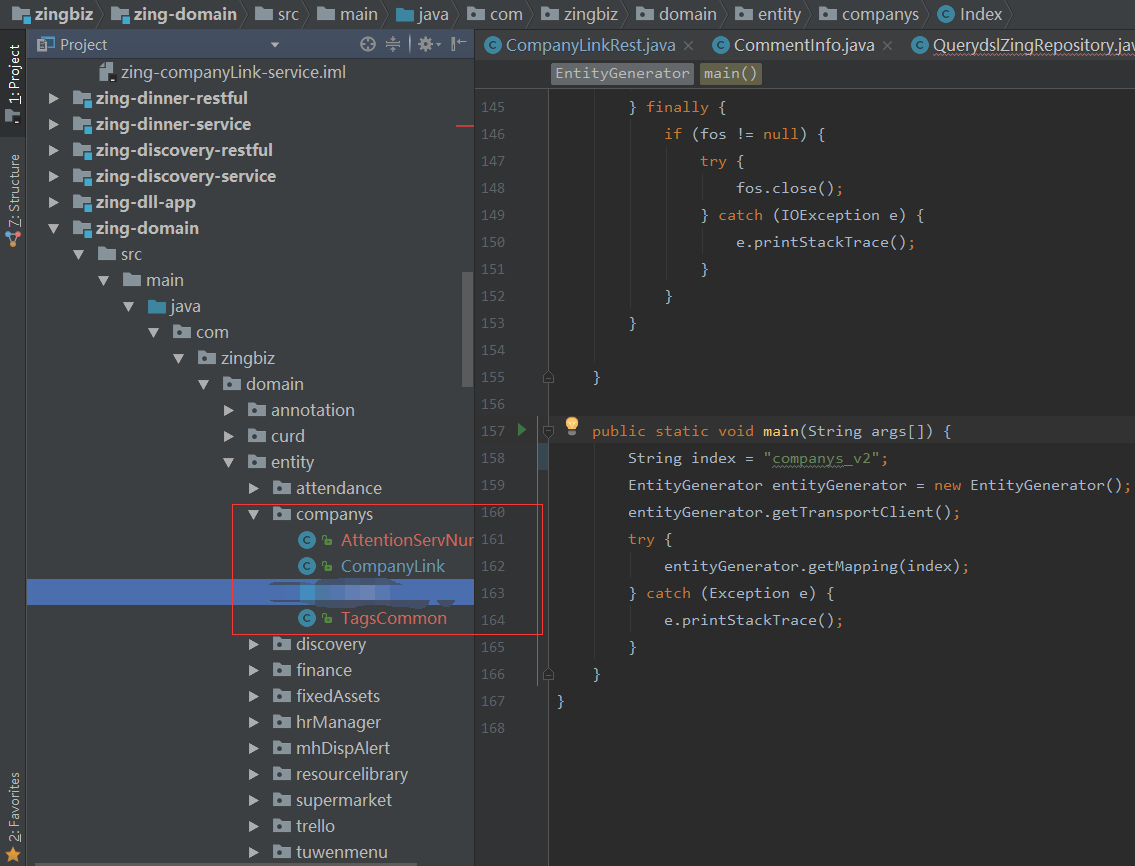 zingbiz zing-domain src main java com zingbiz domain entity companys Index
1: Project
Z: Structure
2: Favorites
Project
zing-companyLink-service.iml
zing-dinner-restful
zing-dinner-service
zing-discovery-restful
zing-discovery-service
zing-dll-app
zing-domain
src
main
java
com
zingbiz
domain
annotation
curd
entity
attendance
companys
AttentionServNur
CompanyLink
TagsCommon
discovery
finance
fixedAssets
hrManager
mhDispAlert
resourcelibrary
supermarket
trello
tuwenmenu
CompanyLinkRest.java CommentInfo.java QuerydslZingRepository.jav
EntityGenerator main()
145 } finally {
146 if (fos != null) {
147 try {
148 fos.close();
149 } catch (IOException e) {
150 e.printStackTrace();
151 }
152 }
153 }
154
155 }
156
157 public static void main(String args[]) {
158 String index = "companys_v2";
159 EntityGenerator entityGenerator = new EntityGenerator();
160 entityGenerator.getTransportClient();
161 try {
162 entityGenerator.getMapping(index);
163 } catch (Exception e) {
164 e.printStackTrace();
165 }
166 }
167 }
168